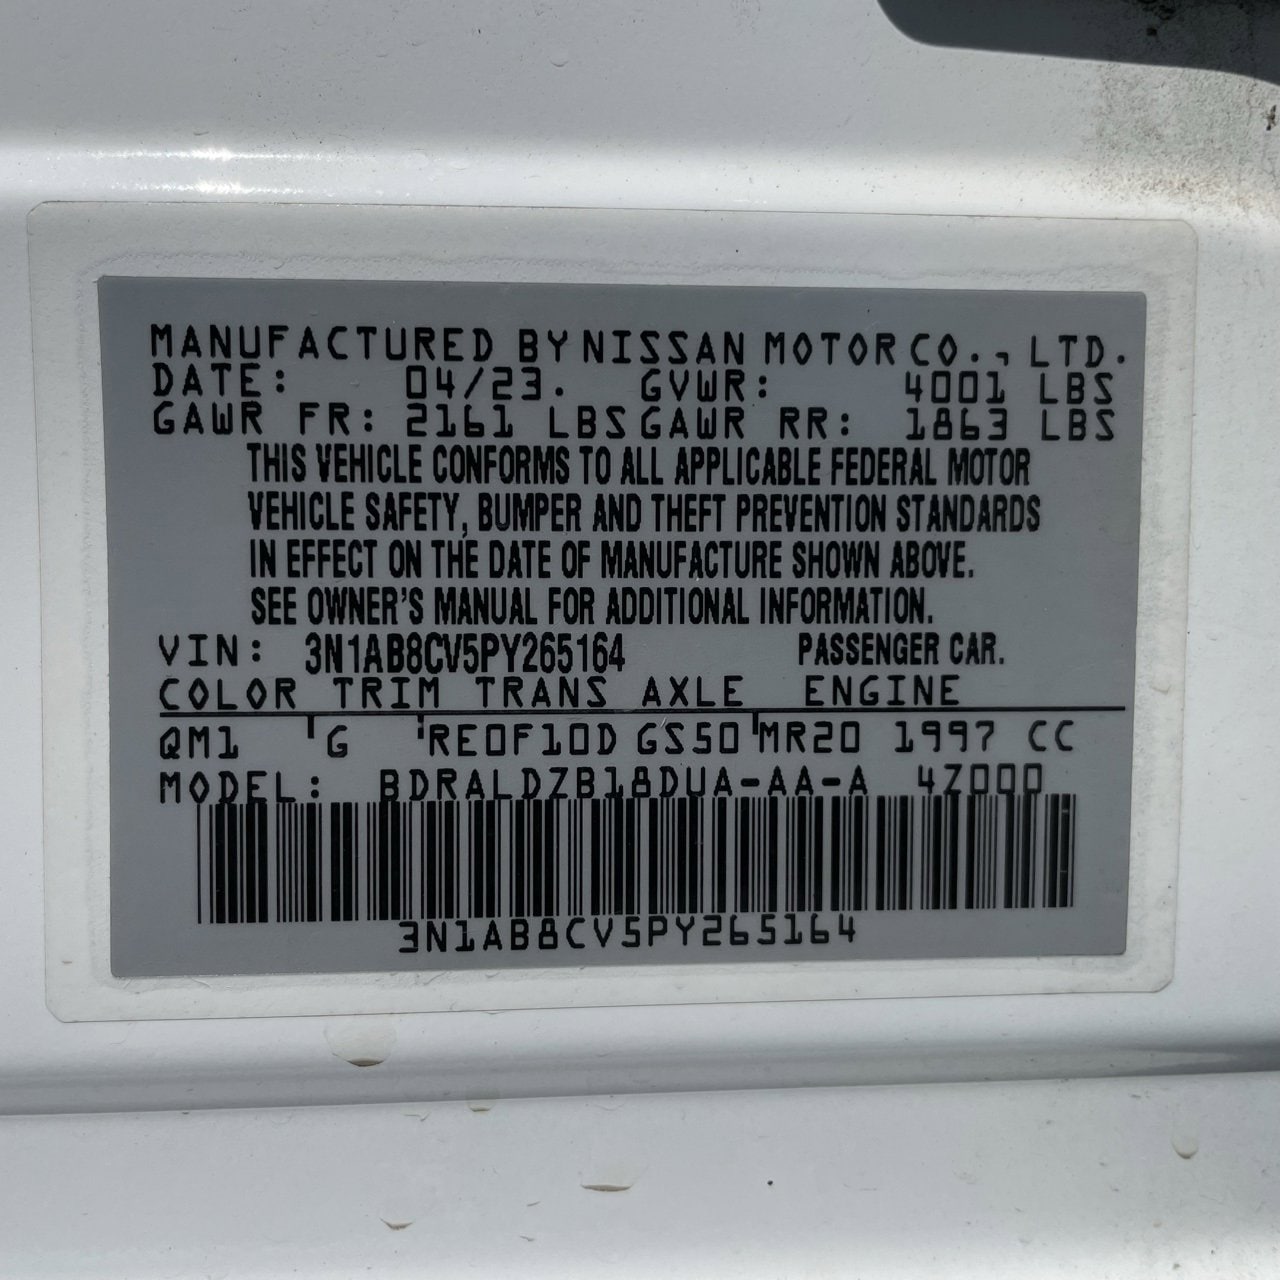 MANUFACTURED BY NISSAN MOTOR CO., LTD.
DATE: 04/23. GVWR: 4001 LBS
GAWR FR: 2161 LBS GAWR RR: 1863 LBS
THIS VEHICLE CONFORMS TO ALL APPLICABLE FEDERAL MOTOR
VEHICLE SAFETY, BUMPER AND THEFT PREVENTION STANDARDS
IN EFFECT ON THE DATE OF MANUFACTURE SHOWN ABOVE.
SEE OWNER'S MANUAL FOR ADDITIONAL INFORMATION.
VIN: 3N1AB8CV5PY265164 PASSENGER CAR.
COLOR TRIM TRANS AXLE ENGINE
QM1 G RE0F10D GS50 MR20 1997 CC
MODEL: BDRALDZB18DUA-AA-A 4Z000
3N1AB8CV5PY265164